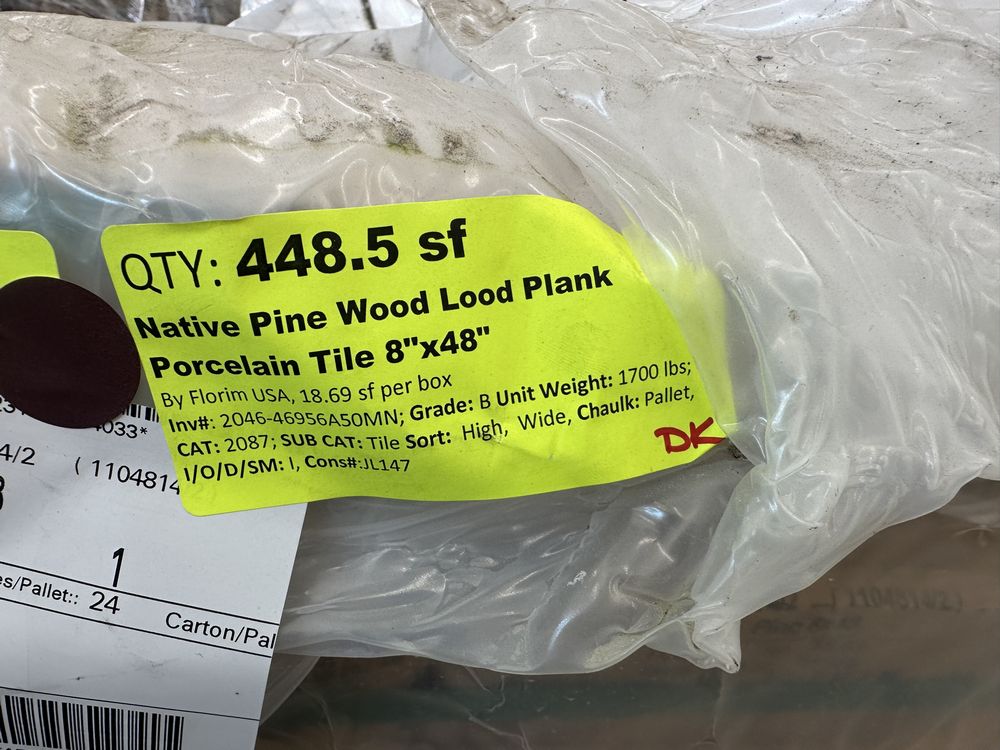 QTY: 448.5 sf
Native Pine Wood Lood Plank
Porcelain Tile 8"x48"
By Florim USA, 18.69 sf per box
Inv#: 2046-46956A50MN; Grade: B Unit Weight: 1700 lbs;
CAT: 2087; SUB CAT: Tile Sort: High, Wide, Chaulk: Pallet,
I/O/D/SM: I, Cons#:JL147
DK
4033*
4/2 (1104814
1
es/Pallet:: 24
Carton/Pal
(1104814/2)